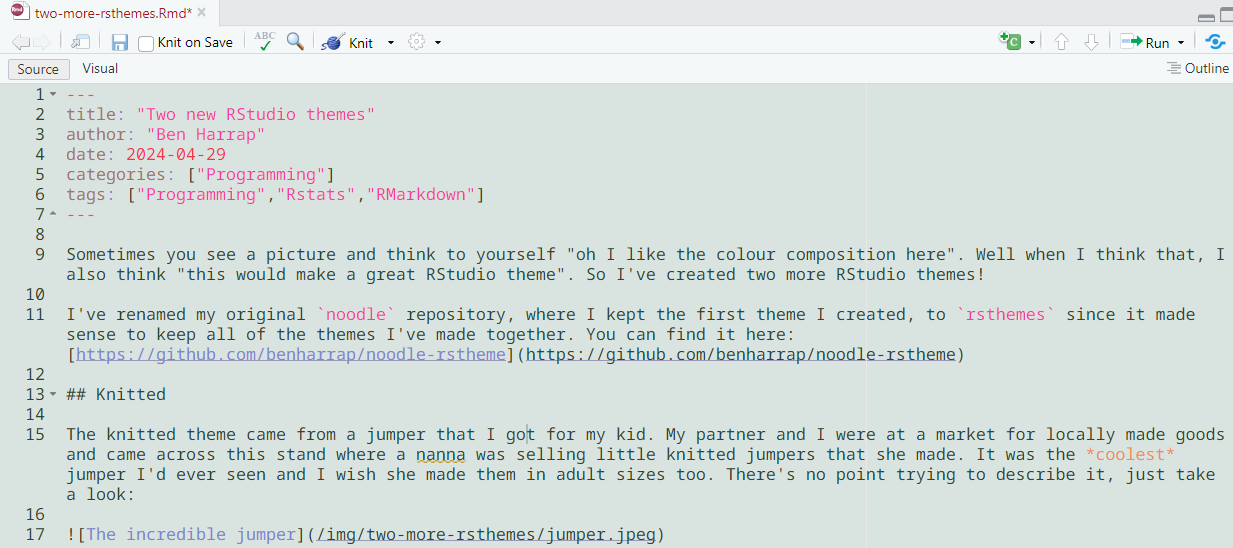 two-more-rsthemes.Rmd*
Knit on Save
ABC
Knit
Run
Source
Visual
Outline
1 ---
2 title: "Two new RStudio themes"
3 author: "Ben Harrap"
4 date: 2024-04-29
5 categories: ["Programming"]
6 tags: ["Programming","Rstats","RMarkdown"]
7 ---
8
9 Sometimes you see a picture and think to yourself "oh I like the colour composition here". Well when I think that, I
also think "this would make a great RStudio theme". So I've created two more RStudio themes!
10
11 I've renamed my original `noodle` repository, where I kept the first theme I created, to `rsthemes` since it made
sense to keep all of the themes I've made together. You can find it here:
[https://github.com/benharrap/noodle-rstheme](https://github.com/benharrap/noodle-rstheme)
12
13 ## Knitted
14
15 The knitted theme came from a jumper that I got for my kid. My partner and I were at a market for locally made goods
and came across this stand where a nanna was selling little knitted jumpers that she made. It was the *coolest*
jumper I'd ever seen and I wish she made them in adult sizes too. There's no point trying to describe it, just take
a look:
16
17 ![The incredible jumper](/img/two-more-rsthemes/jumper.jpeg)